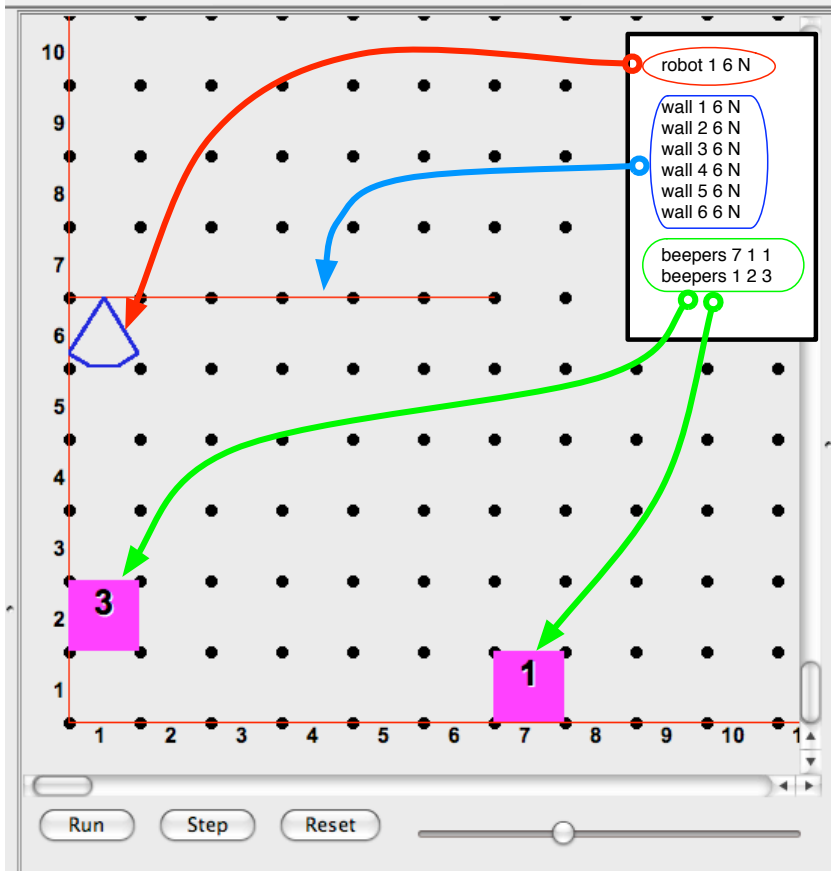 10
robot 1 6 N
9
wall 1 6 N
wall 2 6 N
wall 3 6 N
8
wall 4 6 N
wall 5 6 N
wall 6 6 N
7
beepers 7 1 1
beepers 1 2 3
6
5
4
3
3
2
1
1
1 2 3 4 5 6 7 8 9 10 1
Run Step Reset